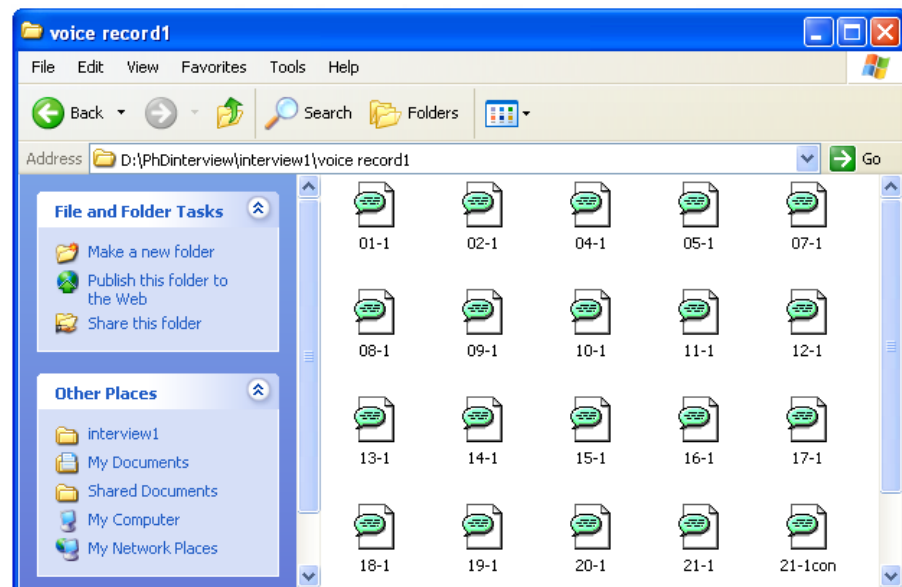 voice record1
File Edit View Favorites Tools Help
Back Search Folders
Address D:\PhDinterview\interview1\voice record1 Go
File and Folder Tasks
Make a new folder
Publish this folder to
the Web
Share this folder
Other Places
interview1
My Documents
Shared Documents
My Computer
My Network Places
01-1 02-1 04-1 05-1 07-1
08-1 09-1 10-1 11-1 12-1
13-1 14-1 15-1 16-1 17-1
18-1 19-1 20-1 21-1 21-1con